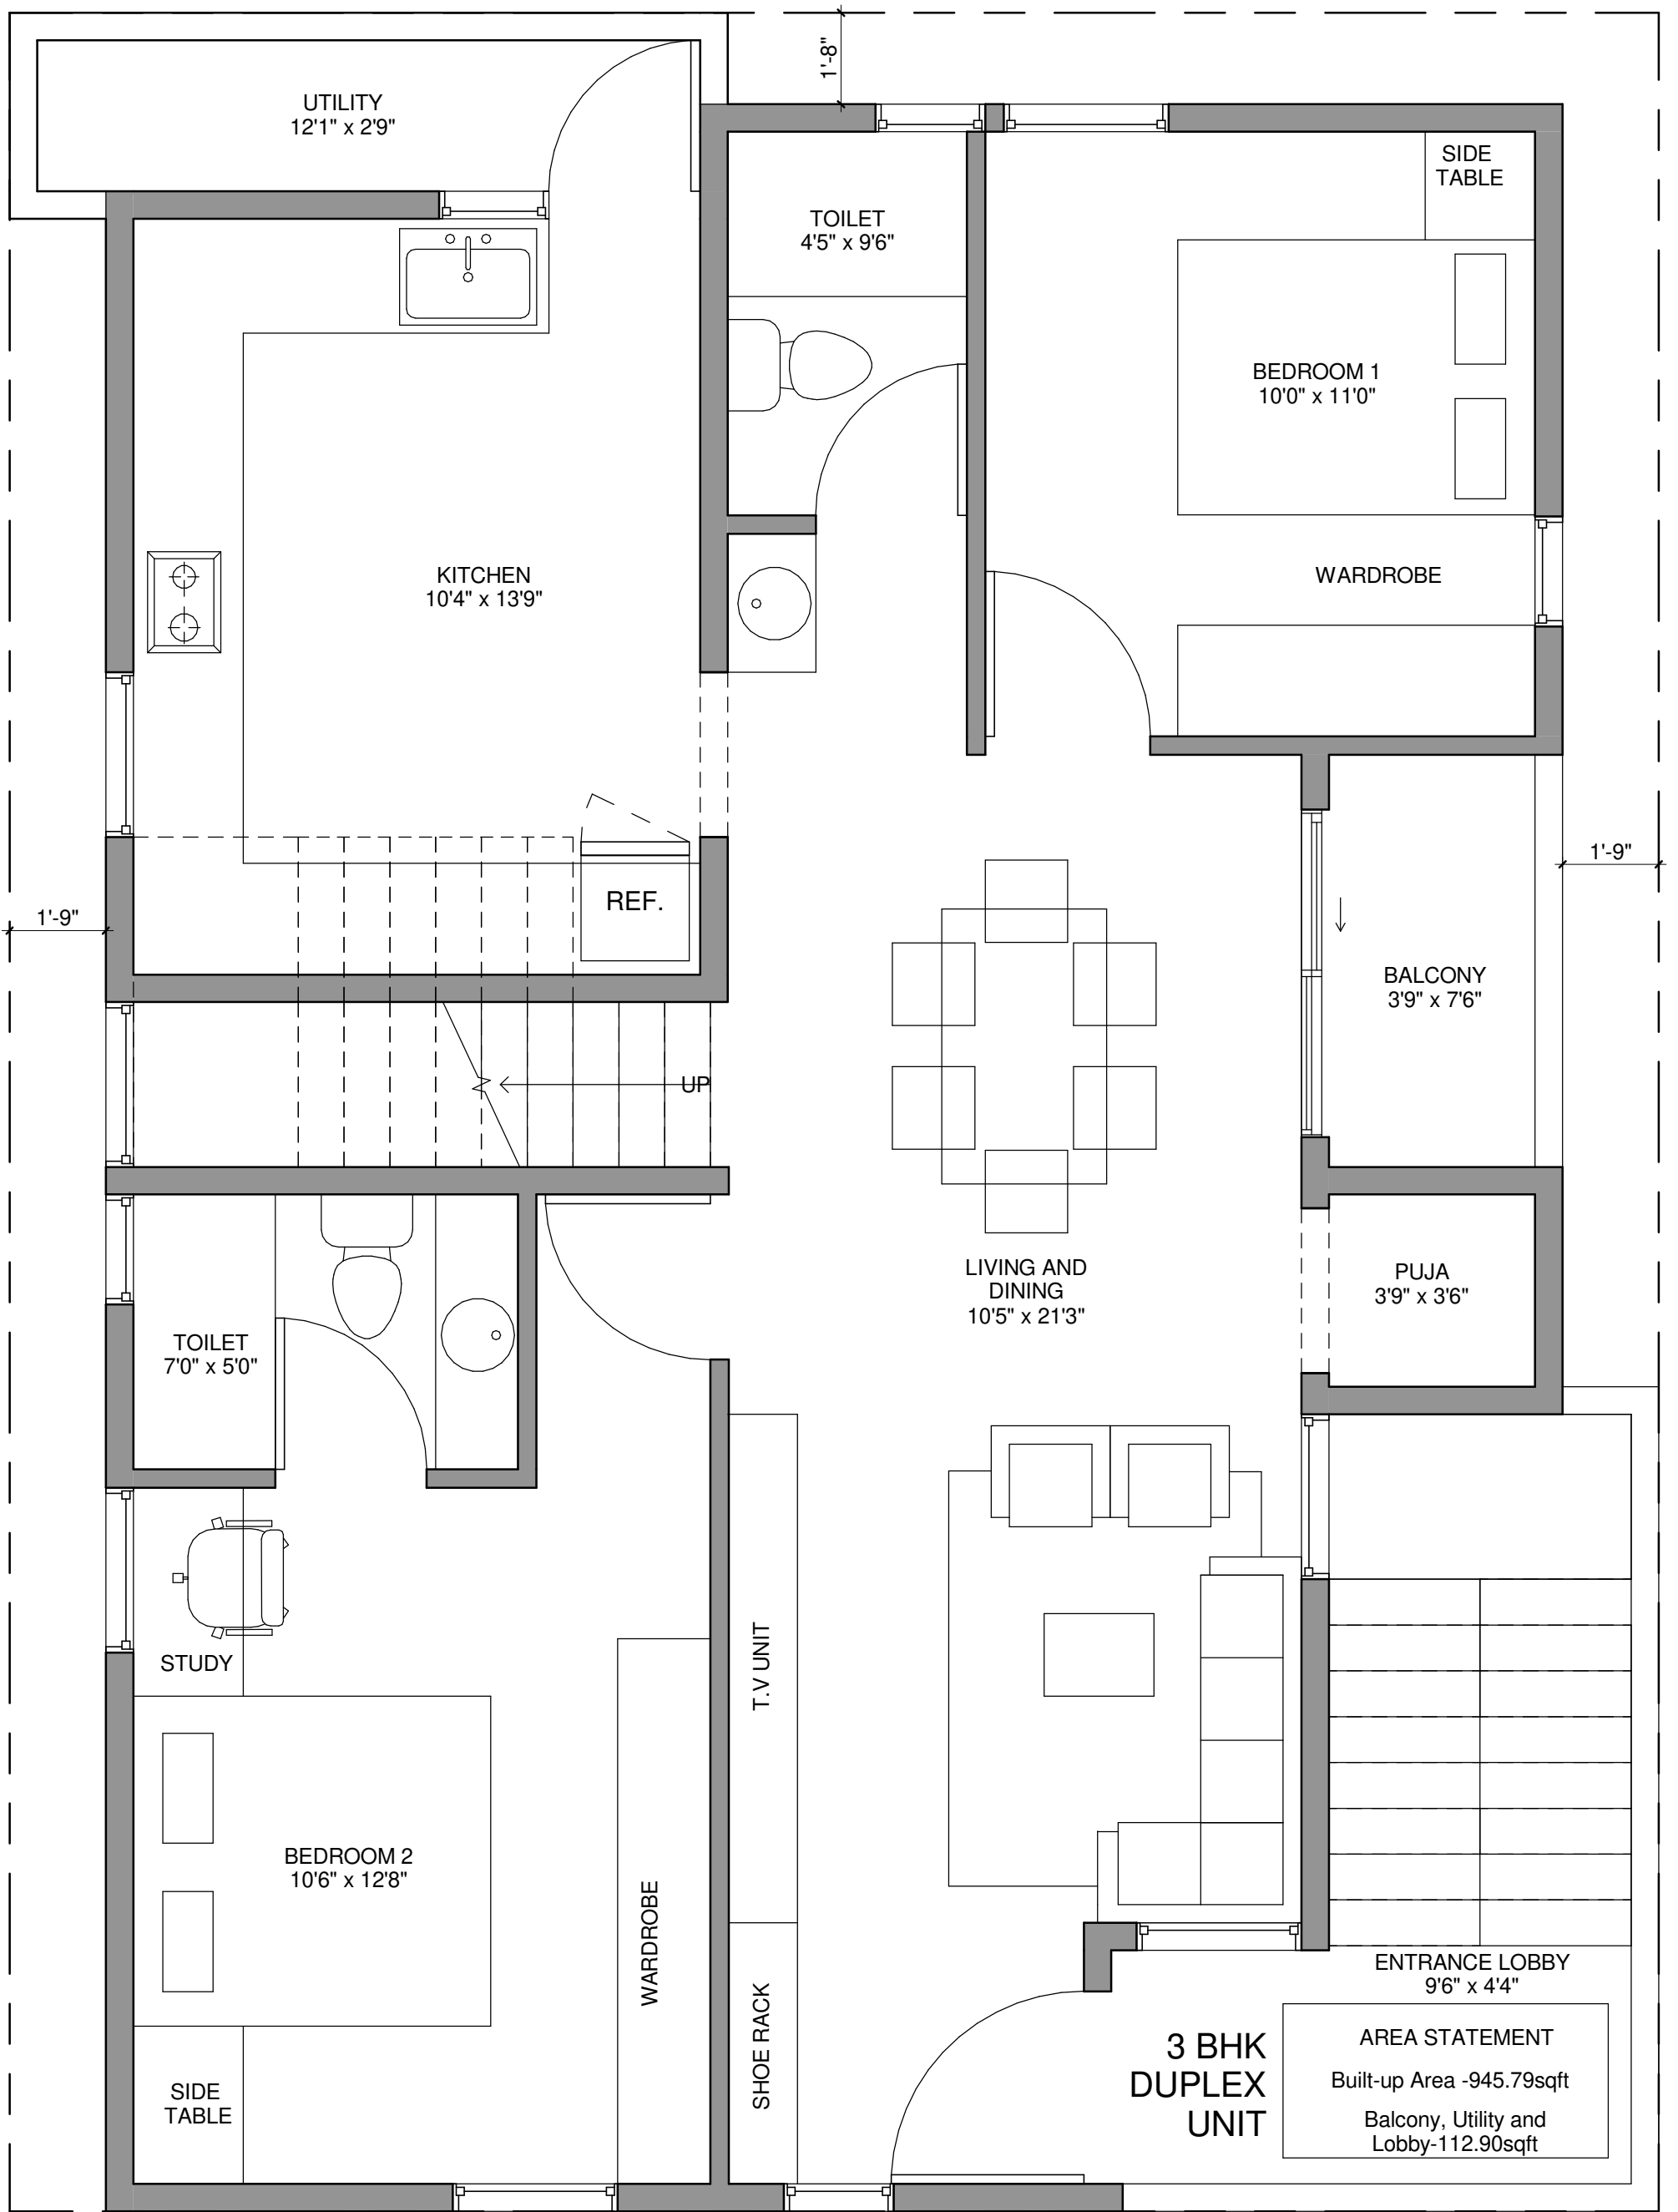 1'-8"
UTILITY
12'1" x 2'9"
SIDE
TABLE
TOILET
4'5" x 9'6"
BEDROOM 1
10'0" x 11'0"
KITCHEN
10'4" x 13'9"
WARDROBE
1'-9"
REF.
1'-9"
BALCONY
3'9" x 7'6"
UP
LIVING AND
DINING
10'5" x 21'3"
PUJA
3'9" x 3'6"
TOILET
7'0" x 5'0"
STUDY
T.V UNIT
BEDROOM 2
10'6" x 12'8"
WARDROBE
SHOE RACK
ENTRANCE LOBBY
9'6" x 4'4"
3 BHK
DUPLEX
UNIT
AREA STATEMENT
Built-up Area -945.79sqft
Balcony, Utility and
Lobby-112.90sqft
SIDE
TABLE